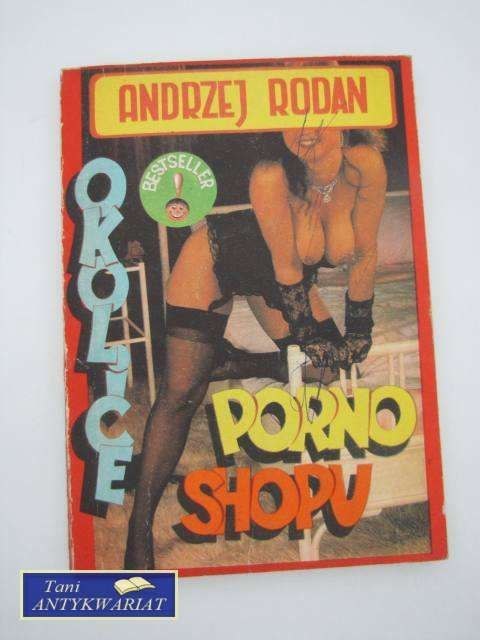 ANDRZEJ RODAN
BESTSELLER
!
OKOLICE
PORNO
SHOPU
Tani
ANTYKWARIAT